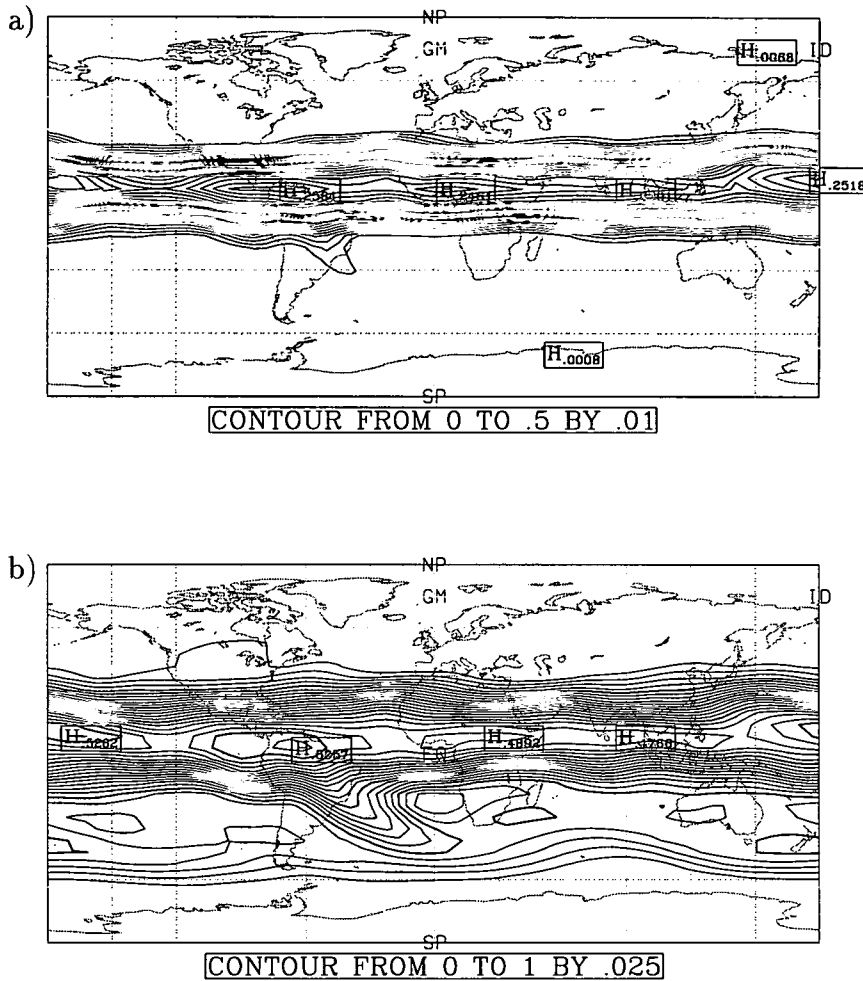 a)
NP
GM
ID
H.0068
H.2518
H.0008
SP
CONTOUR FROM 0 TO .5 BY .01
b)
NP
GM
ID
H.4892
SP
CONTOUR FROM 0 TO 1 BY .025